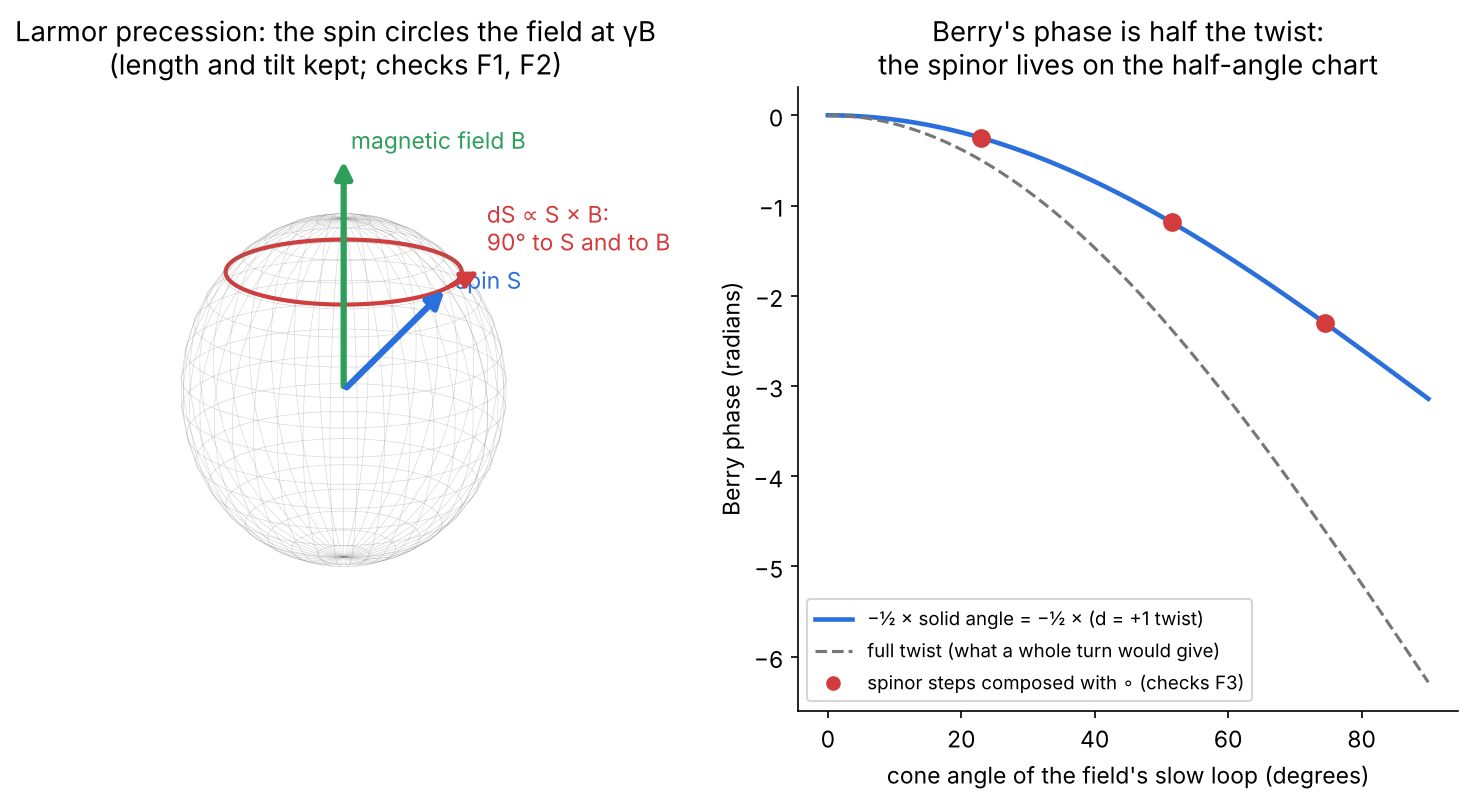 Larmor precession: the spin circles the field at γB
(length and tilt kept; checks F1, F2)
magnetic field B
dS ∝ S × B:
90° to S and to B
spin S
Berry's phase is half the twist:
the spinor lives on the half-angle chart
Berry phase (radians)
0
−1
−2
−3
−4
−5
−6
−½ × solid angle = −½ × (d = +1 twist)
full twist (what a whole turn would give)
spinor steps composed with ∘ (checks F3)
0 20 40 60 80
cone angle of the field's slow loop (degrees)